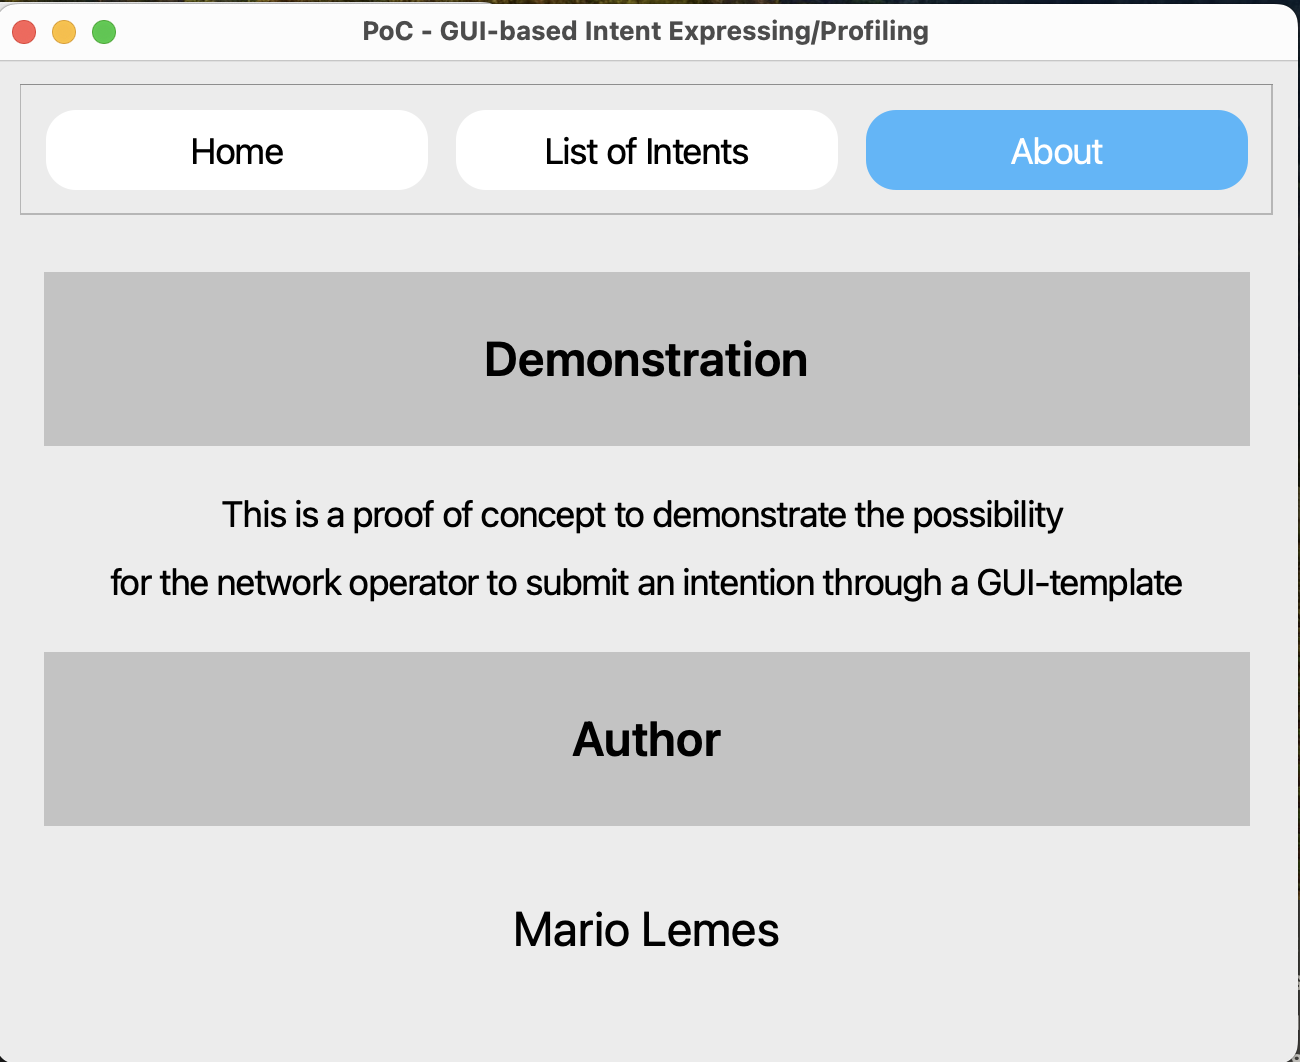 PoC - GUI-based Intent Expressing/Profiling
Home
List of Intents
About
Demonstration
This is a proof of concept to demonstrate the possibility
for the network operator to submit an intention through a GUI-template
Author
Mario Lemes